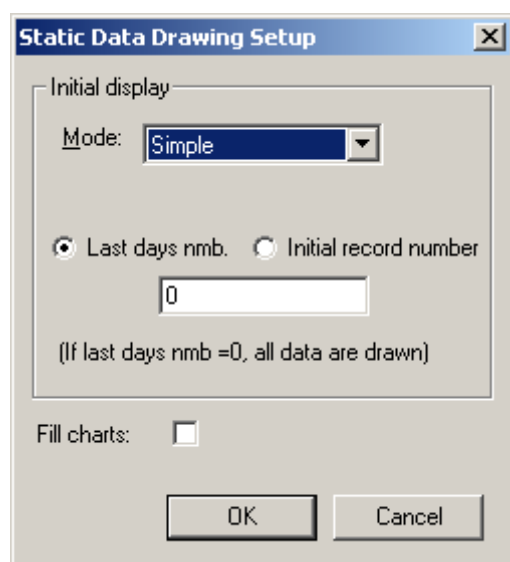 Static Data Drawing Setup
Initial display
Mode: Simple
Last days nmb. Initial record number
0
(If last days nmb =0, all data are drawn)
Fill charts:
OK Cancel